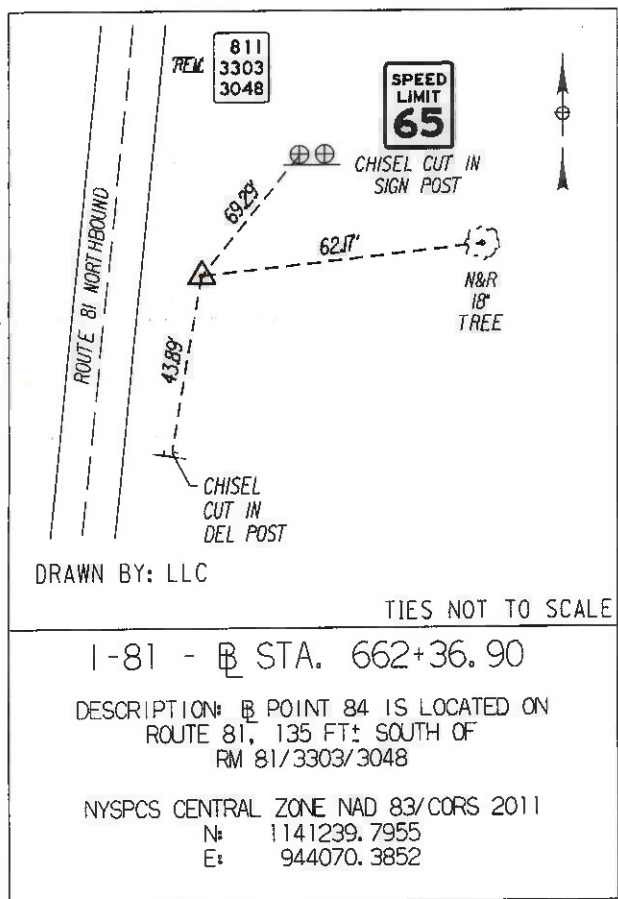 REM.
811
3303
3048
SPEED
LIMIT
65
CHISEL CUT IN
SIGN POST
69.29'
62.17'
N&R
18"
TREE
ROUTE 81 NORTHBOUND
43.89'
CHISEL
CUT IN
DEL POST
DRAWN BY: LLC
TIES NOT TO SCALE
I-81 - BL STA. 662+36.90
DESCRIPTION: BL POINT 84 IS LOCATED ON
ROUTE 81, 135 FT± SOUTH OF
RM 81/3303/3048
NYSPCS CENTRAL ZONE NAD 83/CORS 2011
N: 1141239.7955
E: 944070.3852